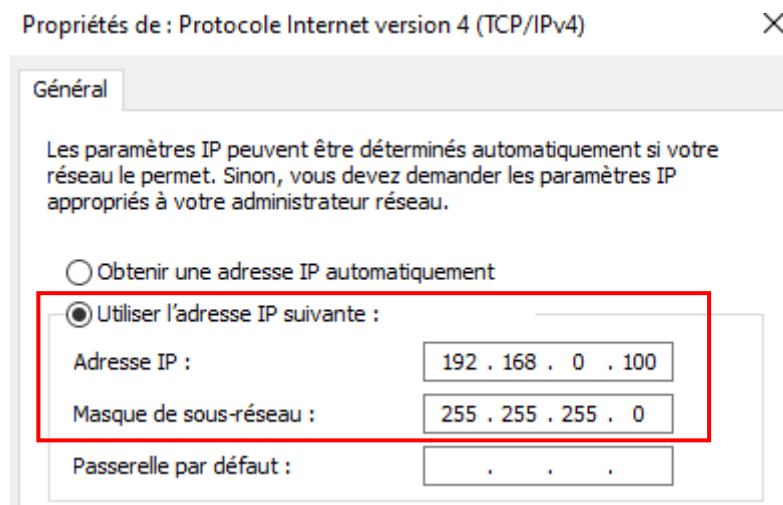 Propriétés de : Protocole Internet version 4 (TCP/IPv4)
Général
Les paramètres IP peuvent être déterminés automatiquement si votre
réseau le permet. Sinon, vous devez demander les paramètres IP
appropriés à votre administrateur réseau.
Obtenir une adresse IP automatiquement
Utiliser l'adresse IP suivante :
Adresse IP : 192 . 168 . 0 . 100
Masque de sous-réseau : 255 . 255 . 255 . 0
Passerelle par défaut : . . .